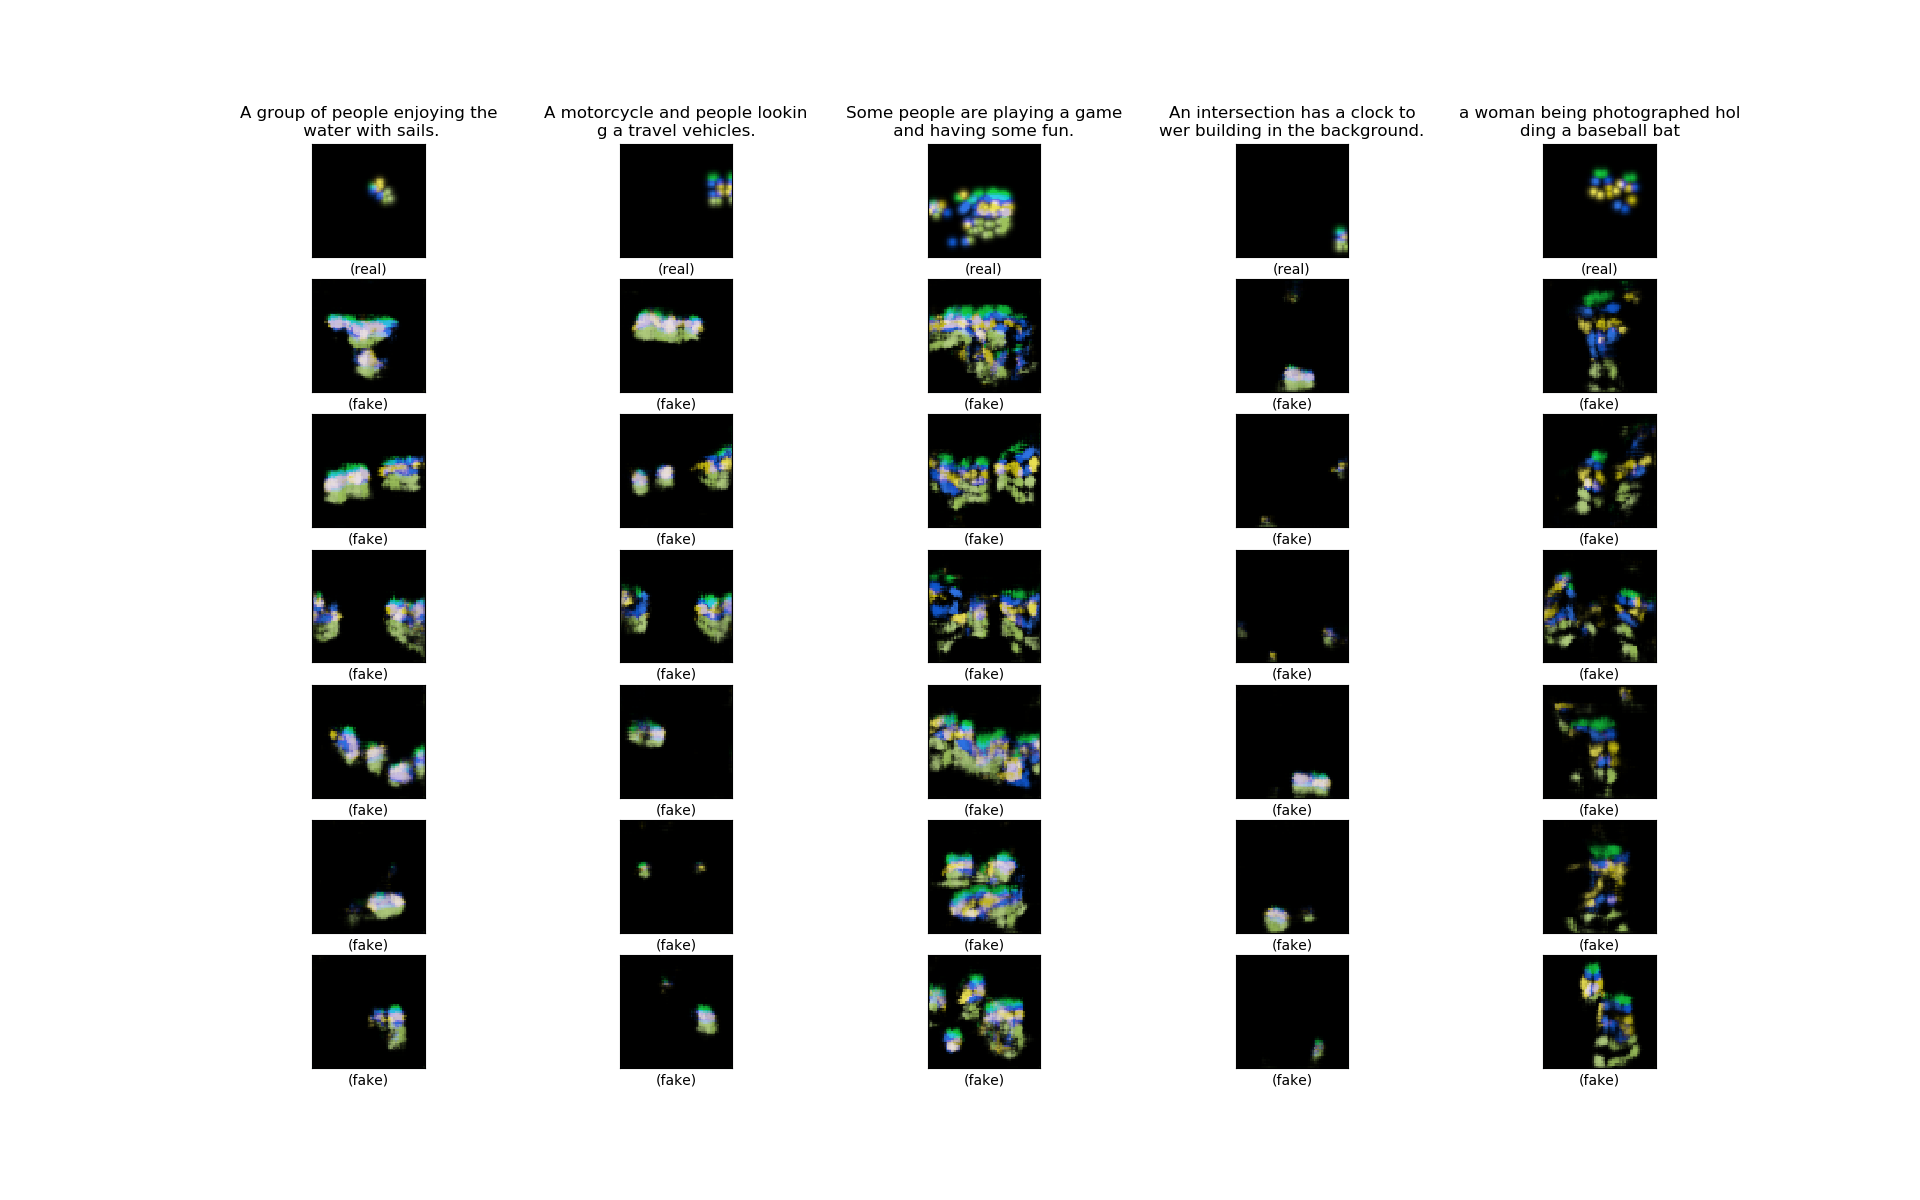 A group of people enjoying the
water with sails.
A motorcycle and people lookin
g a travel vehicles.
Some people are playing a game
and having some fun.
An intersection has a clock to
wer building in the background.
a woman being photographed hol
ding a baseball bat
(real) (real) (real) (real) (real)
(fake) (fake) (fake) (fake) (fake)
(fake) (fake) (fake) (fake) (fake)
(fake) (fake) (fake) (fake) (fake)
(fake) (fake) (fake) (fake) (fake)
(fake) (fake) (fake) (fake) (fake)
(fake) (fake) (fake) (fake) (fake)